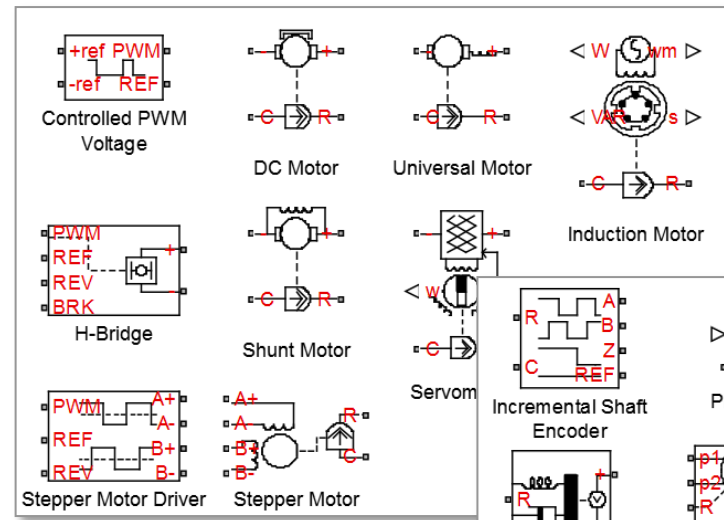 +ref PWM
-ref REF
Controlled PWM
Voltage
- +
C R
DC Motor
- +
C R
Universal Motor
W wm
VAR s
C R
Induction Motor
PWM
REF
REV
BRK
+
-
H-Bridge
- +
C R
Shunt Motor
- +
w
C
Servom
R
C
A
B
Z
REF
Incremental Shaft
Encoder
P
PWM
REF
REV
A+
A-
B+
B-
Stepper Motor Driver
A+
A-
B+
B-
R
C
Stepper Motor
R
+
p1
p2
R